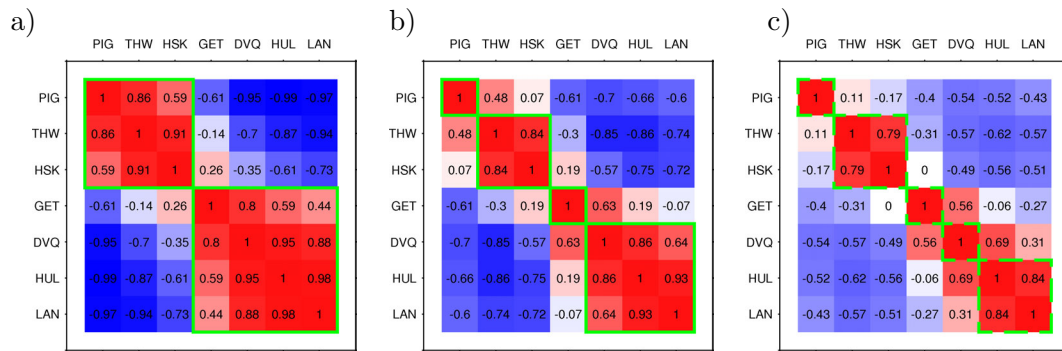 a)
PIG THW HSK GET DVQ HUL LAN
PIG 1 0.86 0.59 -0.61 -0.95 -0.99 -0.97
THW 0.86 1 0.91 -0.14 -0.7 -0.87 -0.94
HSK 0.59 0.91 1 0.26 -0.35 -0.61 -0.73
GET -0.61 -0.14 0.26 1 0.8 0.59 0.44
DVQ -0.95 -0.7 -0.35 0.8 1 0.95 0.88
HUL -0.99 -0.87 -0.61 0.59 0.95 1 0.98
LAN -0.97 -0.94 -0.73 0.44 0.88 0.98 1
b)
PIG THW HSK GET DVQ HUL LAN
PIG 1 0.48 0.07 -0.61 -0.7 -0.66 -0.6
THW 0.48 1 0.84 -0.3 -0.85 -0.86 -0.74
HSK 0.07 0.84 1 0.19 -0.57 -0.75 -0.72
GET -0.61 -0.3 0.19 1 0.63 0.19 -0.07
DVQ -0.7 -0.85 -0.57 0.63 1 0.86 0.64
HUL -0.66 -0.86 -0.75 0.19 0.86 1 0.93
LAN -0.6 -0.74 -0.72 -0.07 0.64 0.93 1
c)
PIG THW HSK GET DVQ HUL LAN
PIG 1 0.11 -0.17 -0.4 -0.54 -0.52 -0.43
THW 0.11 1 0.79 -0.31 -0.57 -0.62 -0.57
HSK -0.17 0.79 1 0 -0.49 -0.56 -0.51
GET -0.4 -0.31 0 1 0.56 -0.06 -0.27
DVQ -0.54 -0.57 -0.49 0.56 1 0.69 0.31
HUL -0.52 -0.62 -0.56 -0.06 0.69 1 0.84
LAN -0.43 -0.57 -0.51 -0.27 0.31 0.84 1